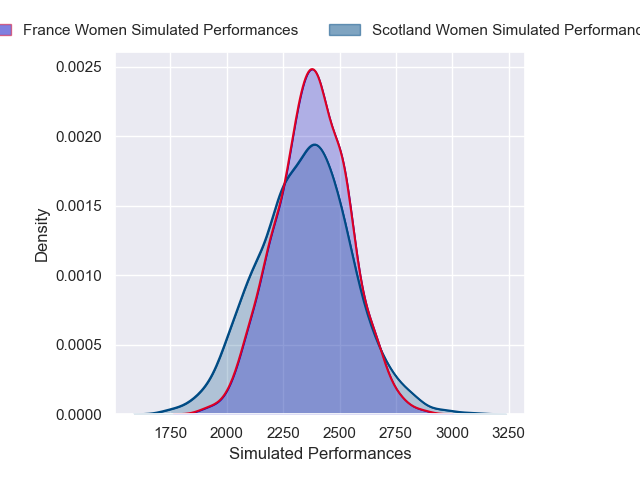 France Women Simulated Performances
Scotland Women Simulated
0.0025
0.0020
0.0015
0.0010
0.0005
0.0000
Density
1750 2000 2250 2500 2750 3000 3250
Simulated Performances